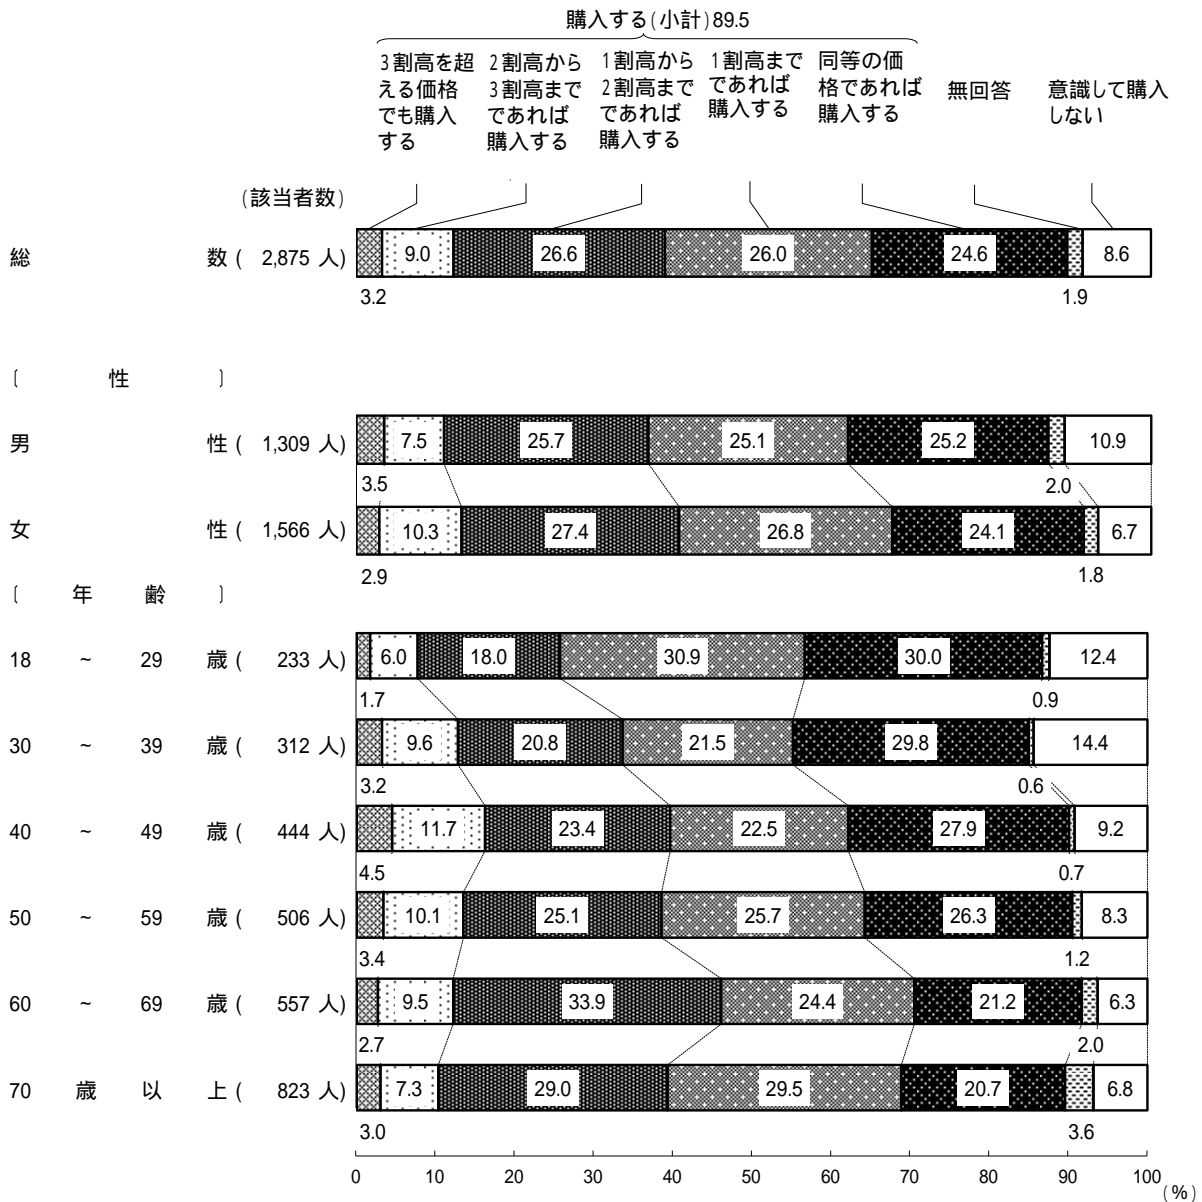 購入する(小計)89.5
3割高を超
える価格
でも購入
する
2割高から
3割高まで
であれば
購入する
1割高から
2割高まで
であれば
購入する
1割高まで
であれば
購入する
同等の価
格であれば
購入する
無回答
意識して購入
しない
(該当者数)
総 数 ( 2,875 人)
9.0 26.6 26.0 24.6 8.6
3.2 1.9
〔 性 〕
男 性 ( 1,309 人)
7.5 25.7 25.1 25.2 10.9
3.5 2.0
女 性 ( 1,566 人)
10.3 27.4 26.8 24.1 6.7
2.9 1.8
〔 年 齢 〕
18 ~ 29 歳 ( 233 人)
6.0 18.0 30.9 30.0 12.4
1.7 0.9
30 ~ 39 歳 ( 312 人)
9.6 20.8 21.5 29.8 14.4
3.2 0.6
40 ~ 49 歳 ( 444 人)
11.7 23.4 22.5 27.9 9.2
4.5 0.7
50 ~ 59 歳 ( 506 人)
10.1 25.1 25.7 26.3 8.3
3.4 1.2
60 ~ 69 歳 ( 557 人)
9.5 33.9 24.4 21.2 6.3
2.7 2.0
70 歳 以 上 ( 823 人)
7.3 29.0 29.5 20.7 6.8
3.0 3.6
0 10 20 30 40 50 60 70 80 90 100
(%)